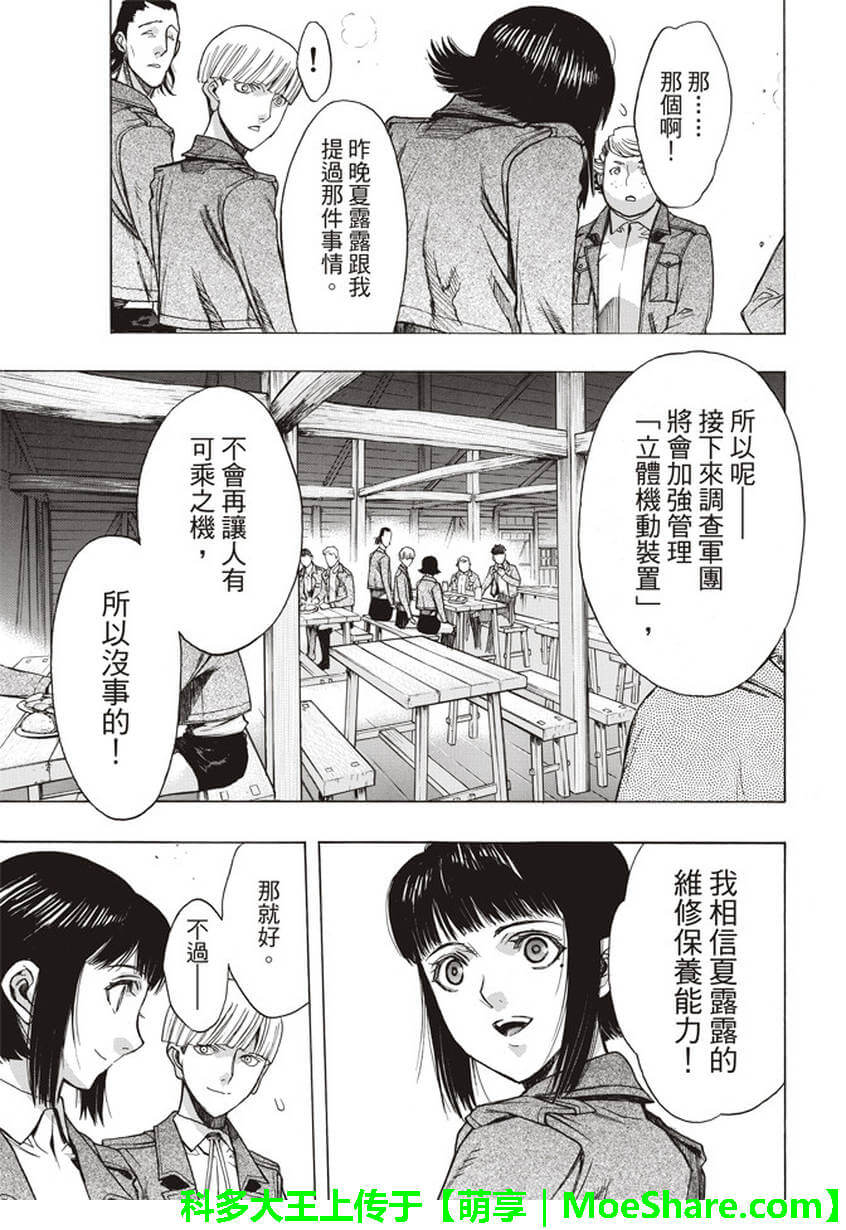 那……
那個啊！
！
昨晚夏露露跟我
提過那件事情。
所以呢──
接下來調查軍團
將會加強管理
「立體機動裝置」，
不會再讓人有
可乘之機，
所以沒事的！
我相信夏露露的
維修保養能力！
那就好。
不過──
科多大王上传于【萌享｜MoeShare.com】